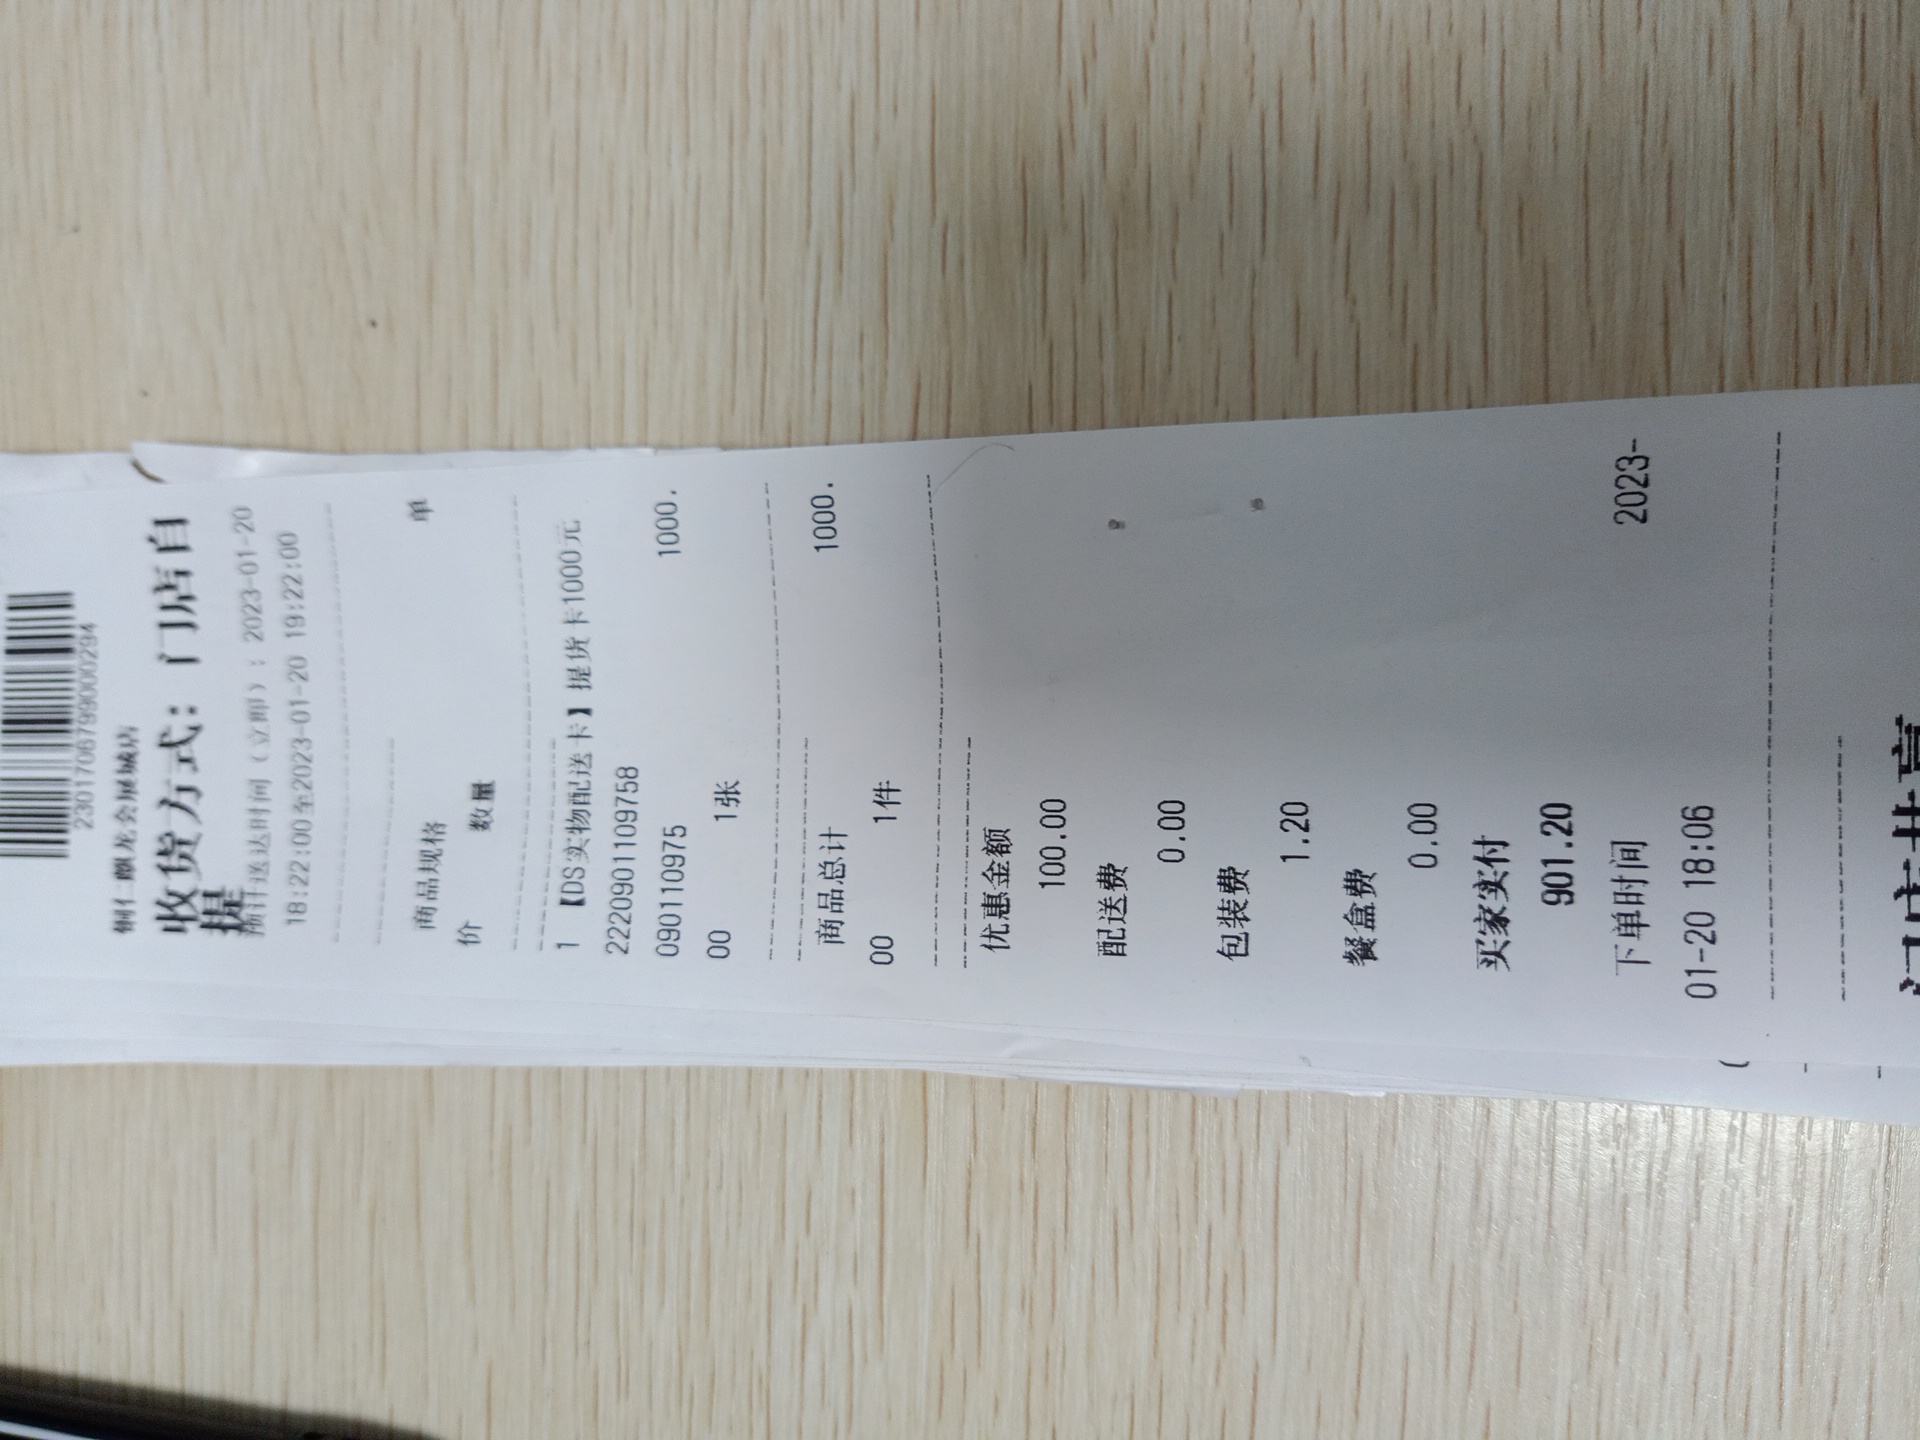 2301170679900​0294
铜仁麒龙会展城店
收货方式：门店自
提
预计送达时间（立即）：2023-01-20
18:22:00至2023-01-20 19:22:00
商品规格 单
价 数量
1 【DS实物配送卡】提货卡1000元
2220901109758
090110975 1000.
00 1张
商品总计 1000.
00 1件
优惠金额
100.00
配送费
0.00
包装费
1.20
餐盒费
0.00
买家实付
901.20
下单时间 2023-
01-20 18:06